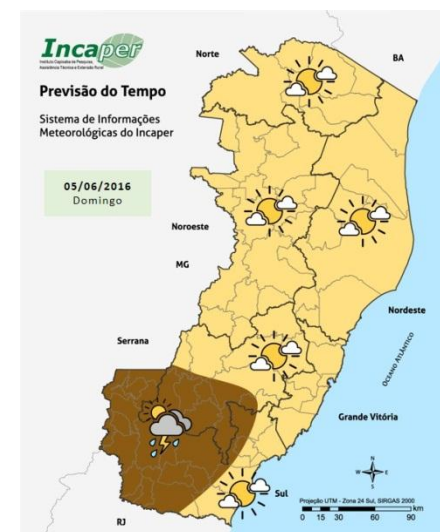 Incaper
Instituto Capixaba de Pesquisa,
Assistência Técnica e Extensão Rural
Previsão do Tempo
Sistema de Informações
Meteorológicas do Incaper
05/06/2016
Domingo
Norte
BA
Noroeste
MG
Nordeste
OCEANO ATLÂNTICO
Serrana
Grande Vitória
Sul
RJ
N
W
E
S
Projeção UTM - Zona 24 Sul, SIRGAS 2000
km
0 15 30 60 90